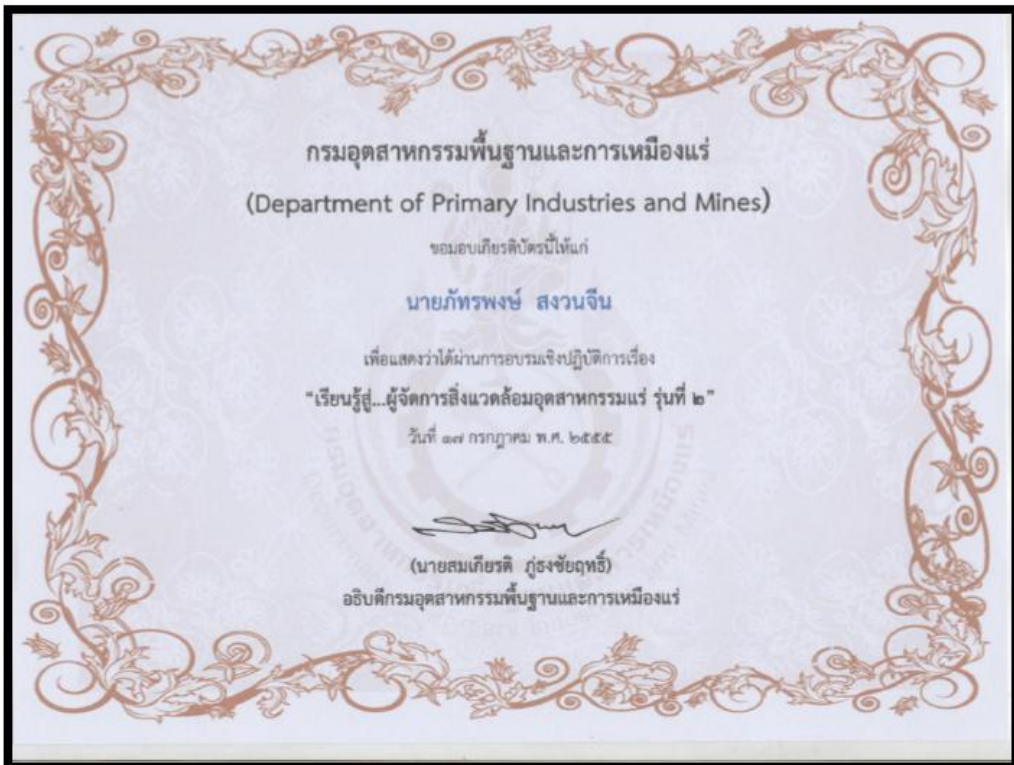 กรมอุตสาหกรรมพื้นฐานและการเหมืองแร่
(Department of Primary Industries and Mines)
ขอมอบเกียรติบัตรนี้ให้แก่
นายภัทรพงษ์ สงวนจีน
เพื่อแสดงว่าได้ผ่านการอบรมเชิงปฏิบัติการเรื่อง
"เรียนรู้สู่...ผู้จัดการสิ่งแวดล้อมอุตสาหกรรมแร่ รุ่นที่ ๒"
วันที่ ๑๗ กรกฎาคม พ.ศ. ๒๕๕๕
(นายสมเกียรติ ภู่ธงชัยฤทธิ์)
อธิบดีกรมอุตสาหกรรมพื้นฐานและการเหมืองแร่